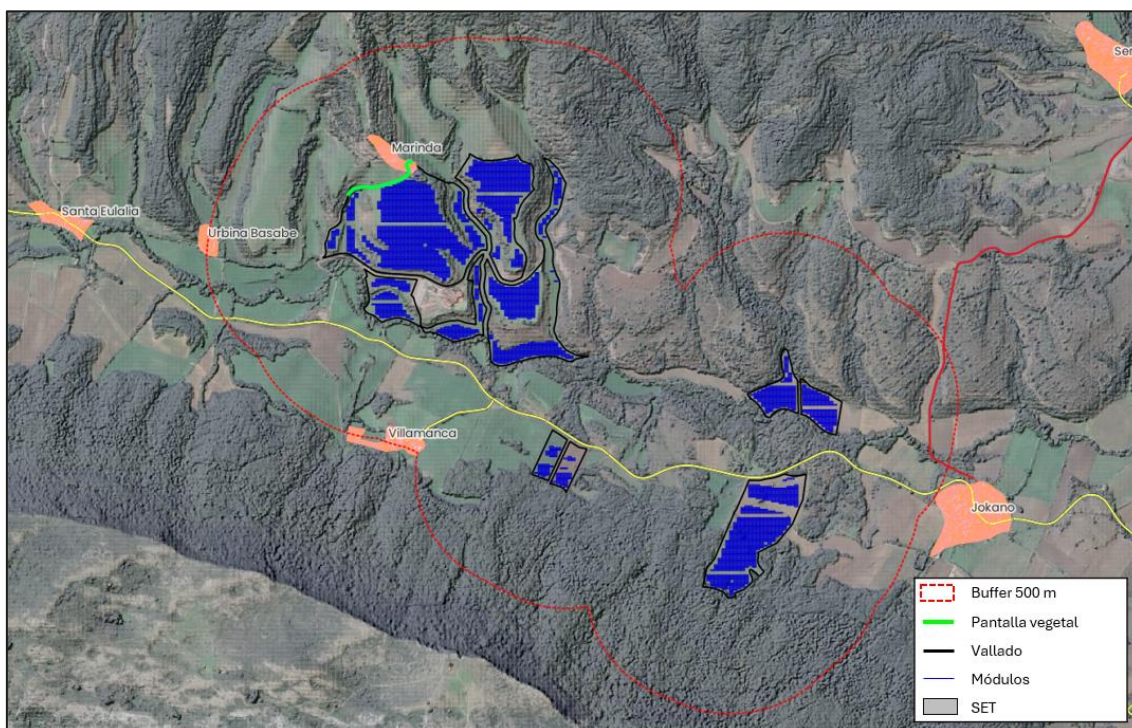 Marinda
Santa Eulalia
Urbina Basabe
Villamanca
Jokano
Buffer 500 m
Pantalla vegetal
Vallado
Módulos
SET